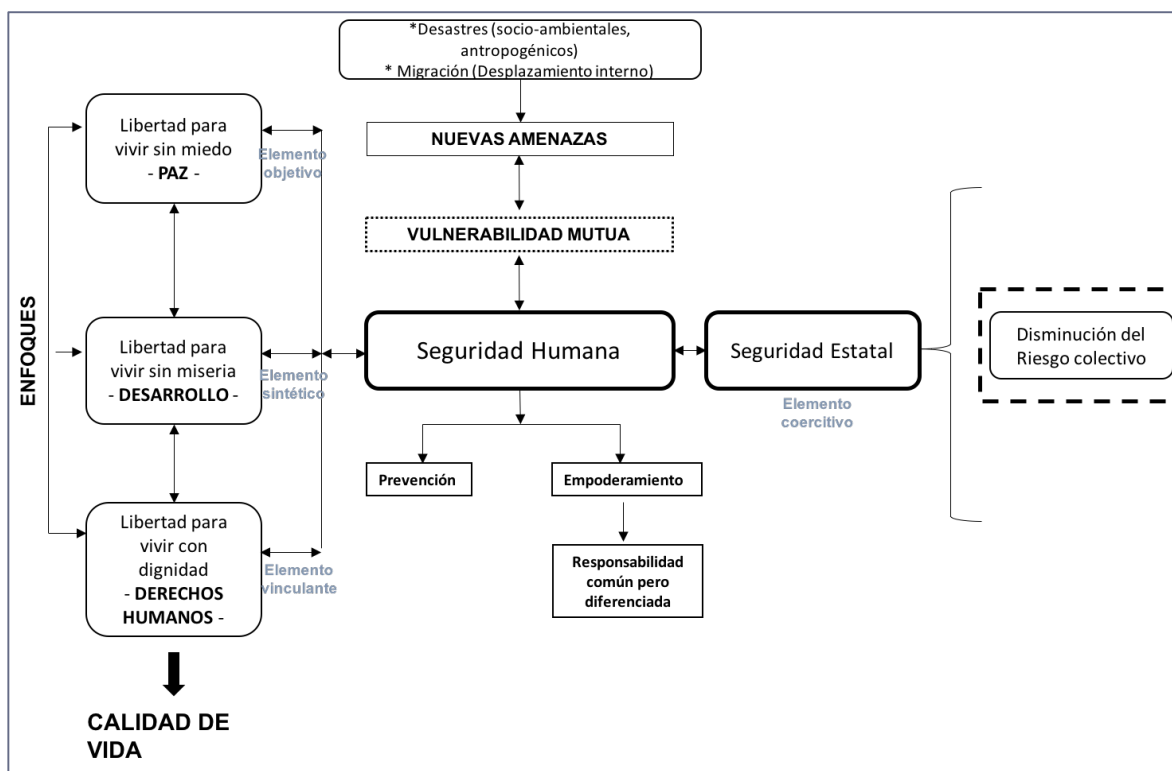 *Desastres (socio-ambientales,
antropogénicos)
* Migración (Desplazamiento interno)
NUEVAS AMENAZAS
VULNERABILIDAD MUTUA
ENFOQUES
Libertad para
vivir sin miedo
- PAZ -
Elemento
objetivo
Libertad para
vivir sin miseria
- DESARROLLO -
Elemento
sintético
Libertad para
vivir con
dignidad
- DERECHOS
HUMANOS -
Elemento
vinculante
CALIDAD DE
VIDA
Seguridad Humana
Seguridad Estatal
Elemento
coercitivo
Disminución del
Riesgo colectivo
Prevención
Empoderamiento
Responsabilidad
común pero
diferenciada